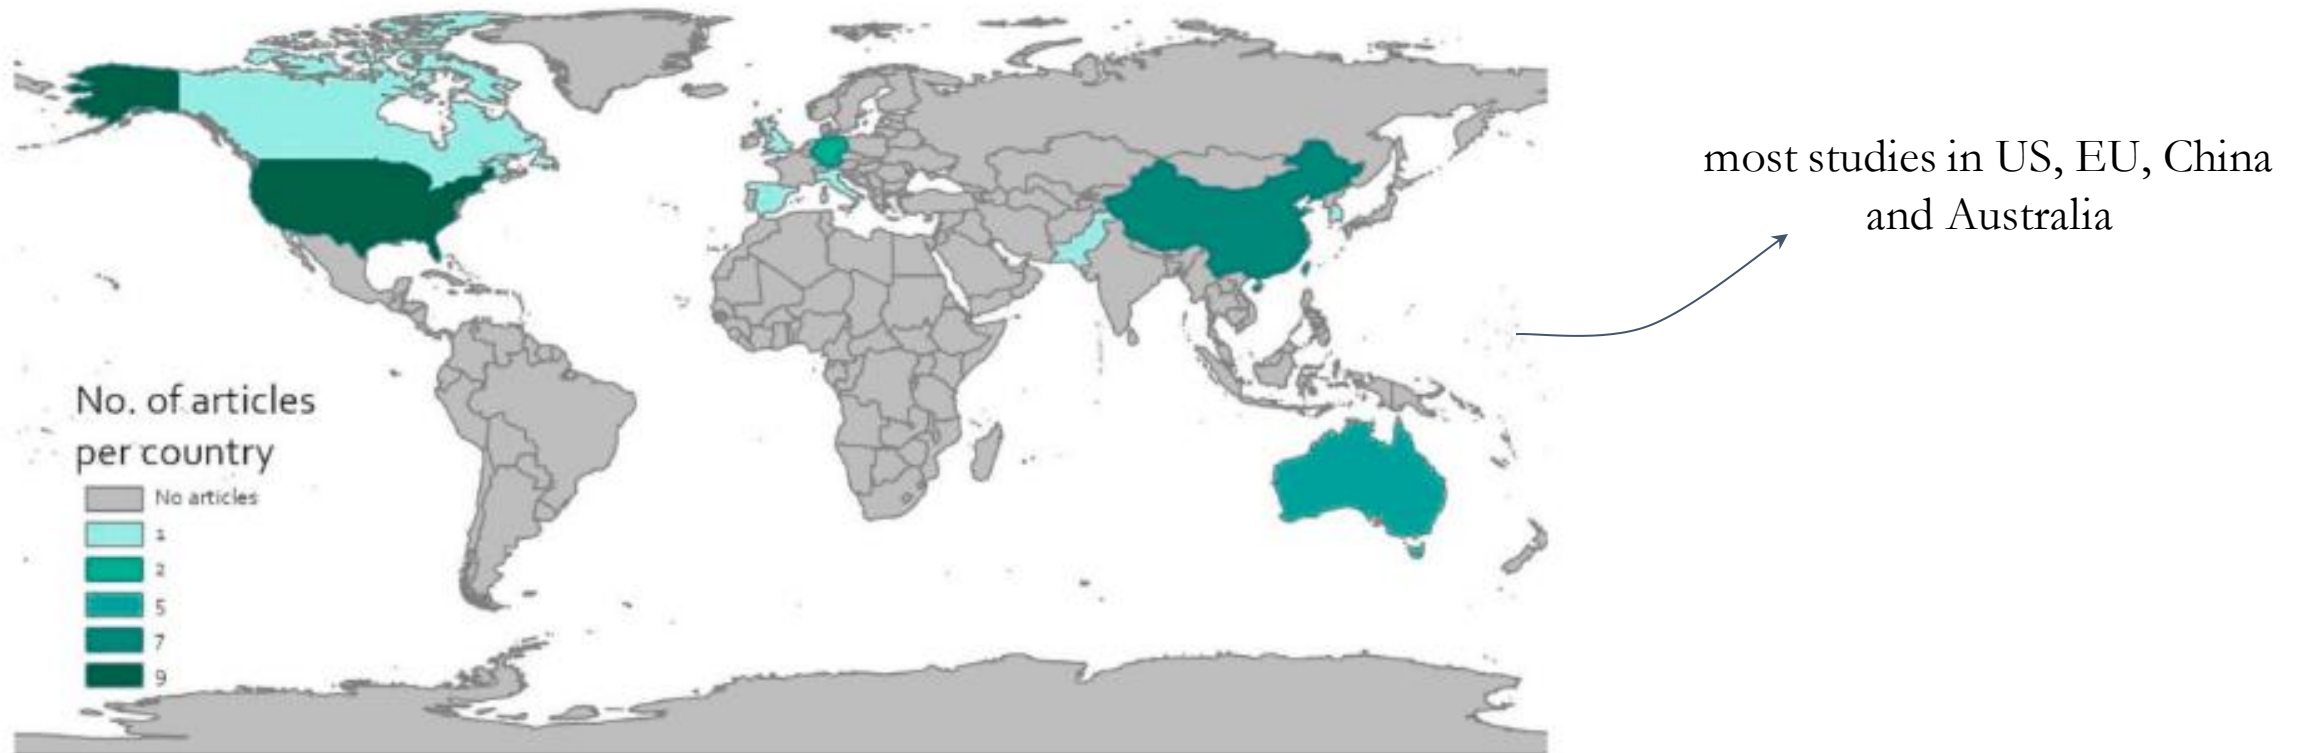 most studies in US, EU, China
and Australia
No. of articles
per country
No articles
1
2
5
7
9